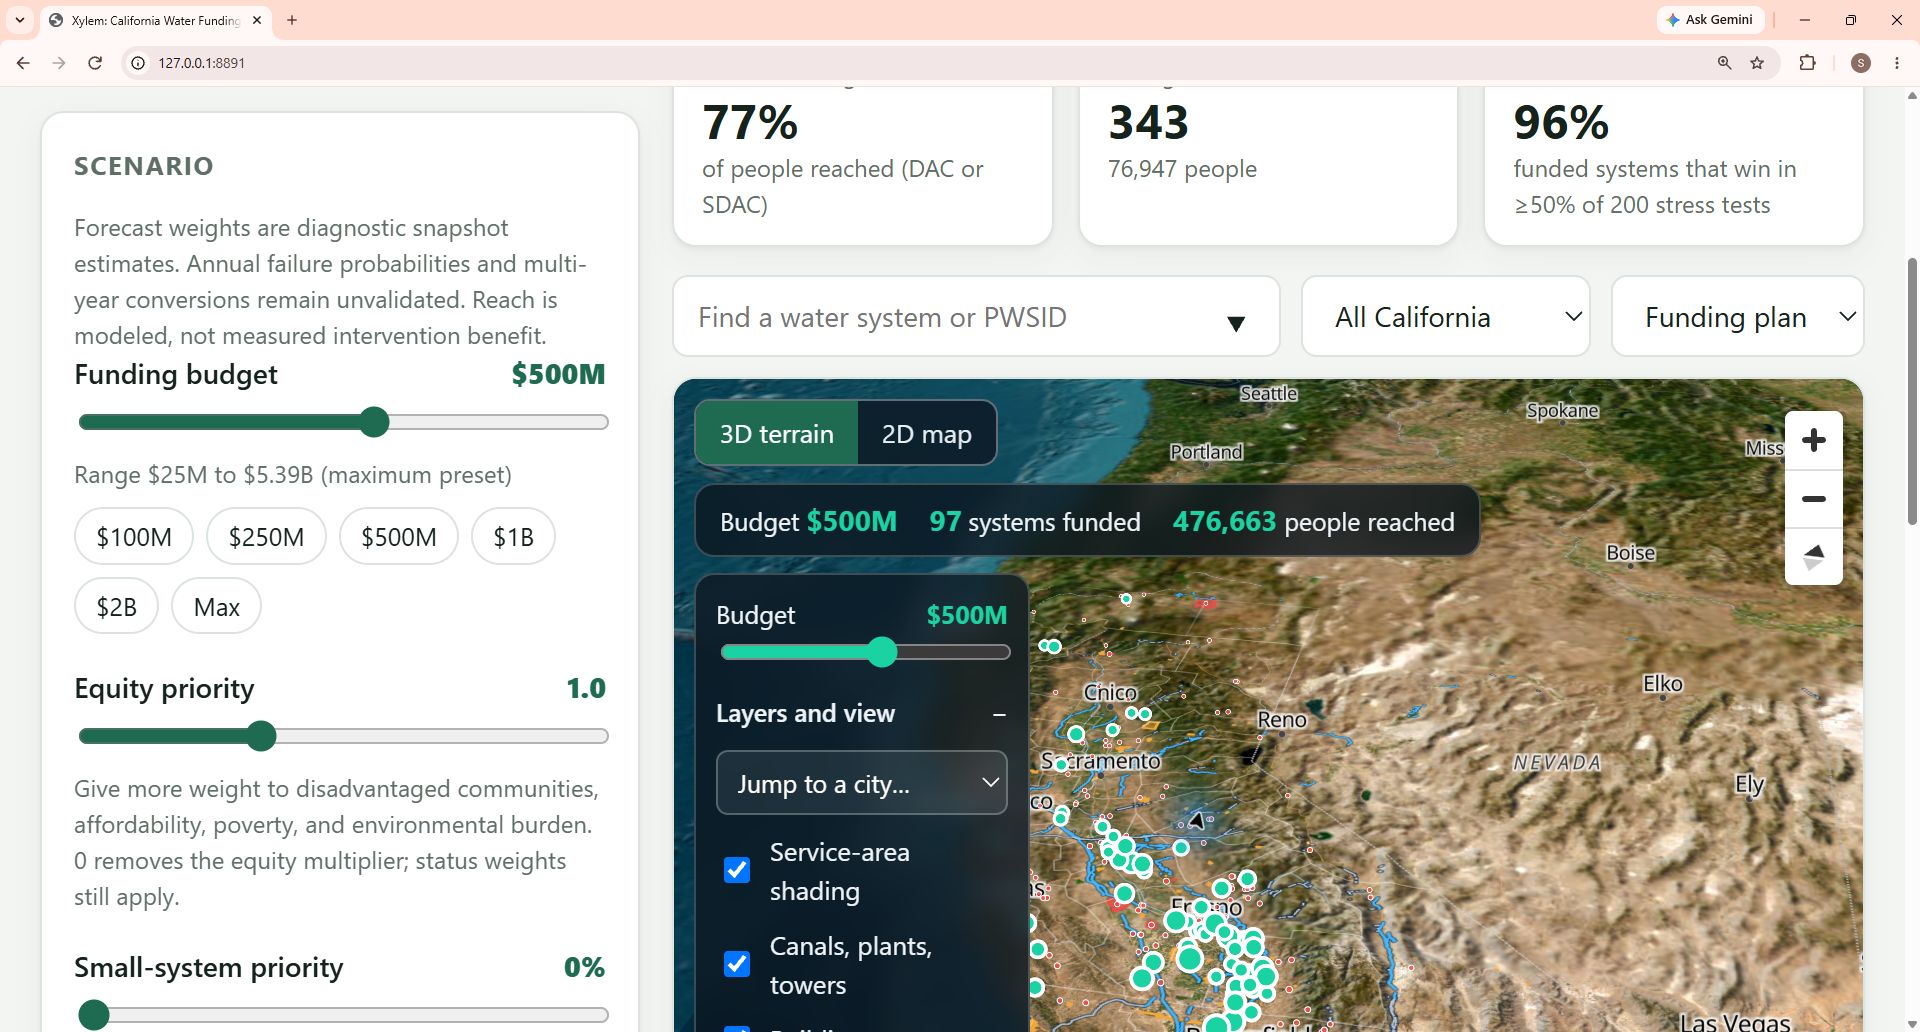 Xylem: California Water Funding
Ask Gemini
127.0.0.1:8891
S
SCENARIO
Forecast weights are diagnostic snapshot
estimates. Annual failure probabilities and multi-
year conversions remain unvalidated. Reach is
modeled, not measured intervention benefit.
Funding budget $500M
Range $25M to $5.39B (maximum preset)
$100M $250M $500M $1B
$2B Max
Equity priority 1.0
Give more weight to disadvantaged communities,
affordability, poverty, and environmental burden.
0 removes the equity multiplier; status weights
still apply.
Small-system priority 0%
77%
of people reached (DAC or
SDAC)
343
76,947 people
96%
funded systems that win in
≥50% of 200 stress tests
Find a water system or PWSID
All California
Funding plan
3D terrain 2D map
Budget $500M 97 systems funded 476,663 people reached
Budget $500M
Layers and view
Jump to a city...
Service-area
shading
Canals, plants,
towers
Seattle
Spokane
Portland
Miss
Boise
Elko
Chico
Reno
Sacramento
NEVADA
Ely
co
Fresno
Las Vegas